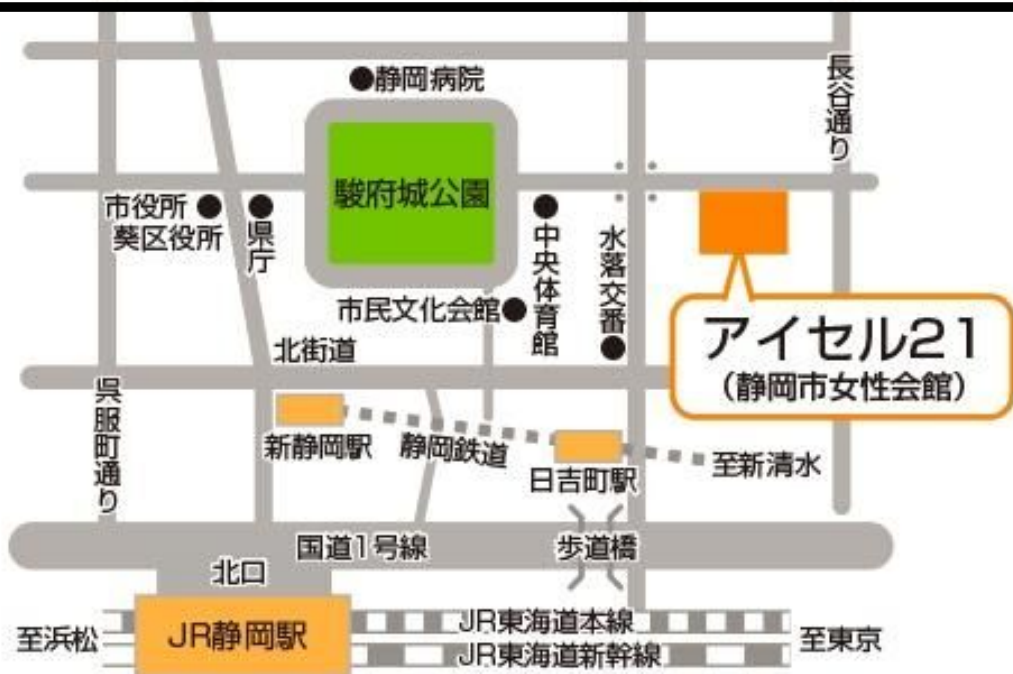 静岡病院
長谷通り
駿府城公園
市役所
葵区役所
県庁
中央体育館
水落交番
市民文化会館
アイセル21
(静岡市女性会館)
北街道
呉服町通り
新静岡駅
静岡鉄道
日吉町駅
至新清水
国道1号線
歩道橋
北口
JR静岡駅
至浜松
JR東海道本線
JR東海道新幹線
至東京